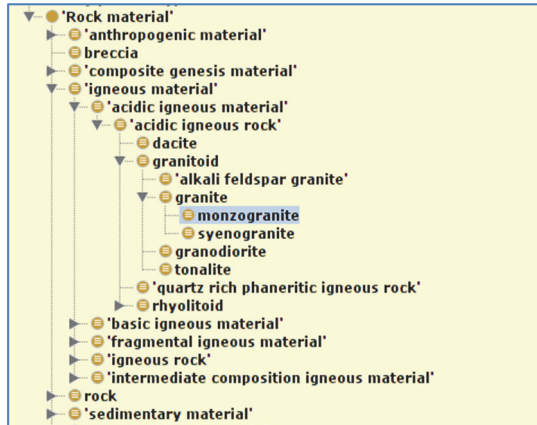 'Rock material'
'anthropogenic material'
breccia
'composite genesis material'
'igneous material'
'acidic igneous material'
'acidic igneous rock'
dacite
granitoid
'alkali feldspar granite'
granite
monzogranite
syenogranite
granodiorite
tonalite
'quartz rich phaneritic igneous rock'
rhyolitoid
'basic igneous material'
'fragmental igneous material'
'igneous rock'
'intermediate composition igneous material'
rock
'sedimentary material'